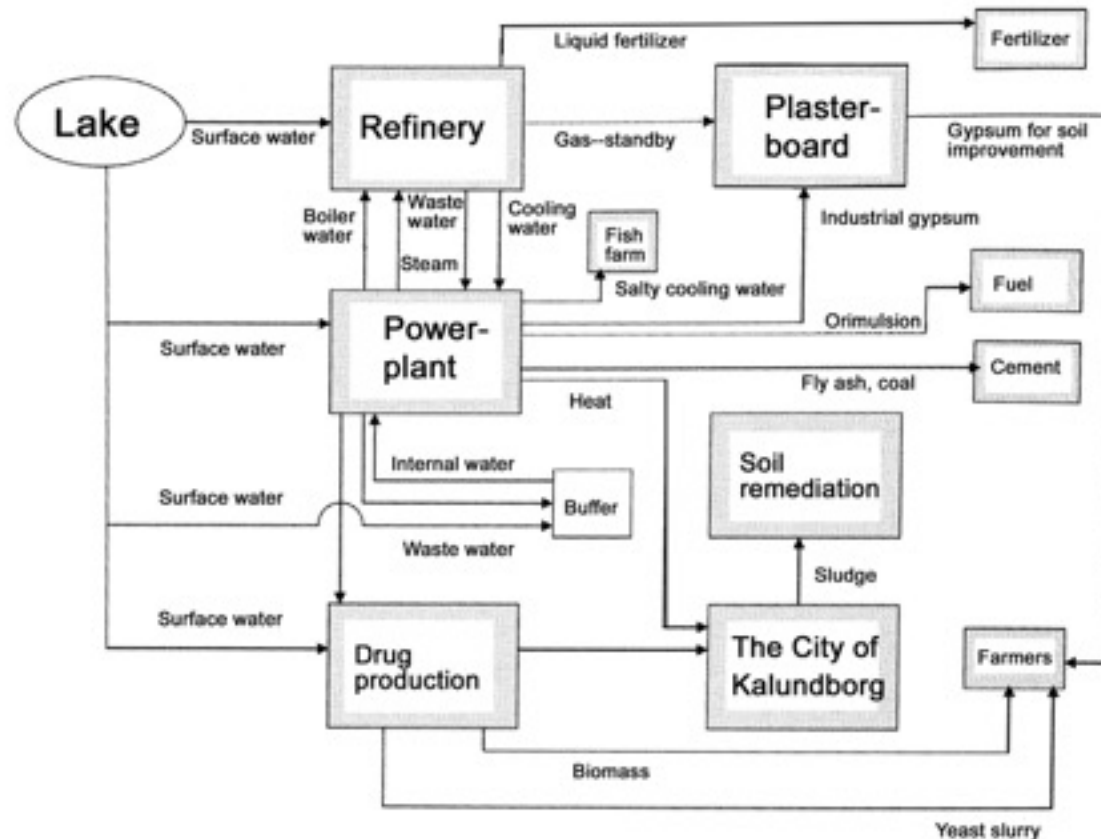 Liquid fertilizer
Fertilizer
Lake
Surface water
Refinery
Gas--standby
Plaster-
board
Gypsum for soil
improvement
Boiler
water
Waste
water
Steam
Cooling
water
Fish
farm
Industrial gypsum
Salty cooling water
Fuel
Orimulsion
Surface water
Power-
plant
Cement
Fly ash, coal
Heat
Internal water
Soil
remediation
Surface water
Buffer
Waste water
Sludge
Surface water
Drug
production
The City of
Kalundborg
Farmers
Biomass
Yeast slurry